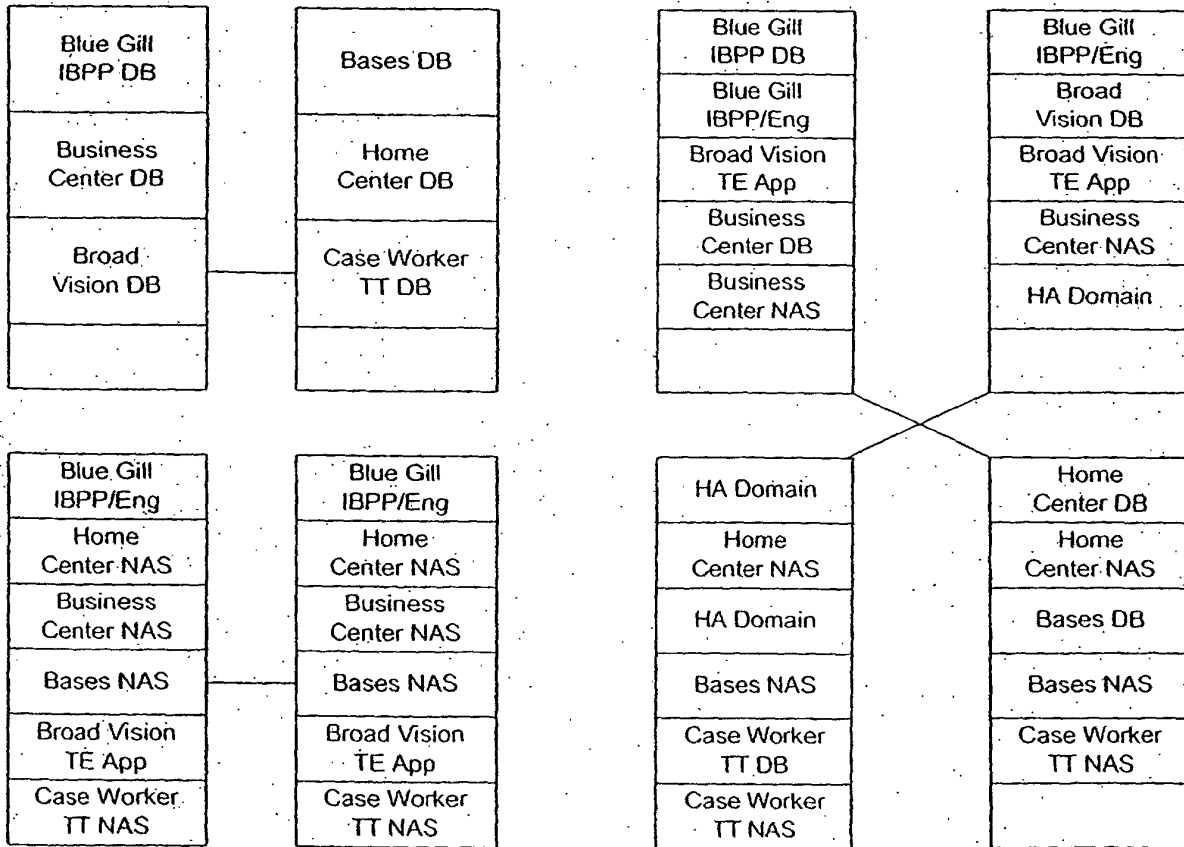 Blue Gill
IBPP DB
Business
Center DB
Broad
Vision DB
Bases DB
Home
Center DB
Case Worker
TT DB
Blue Gill
IBPP DB
Blue Gill
IBPP/Eng
Broad Vision
TE App
Business
Center DB
Business
Center NAS
Blue Gill
IBPP/Eng
Broad
Vision DB
Broad Vision
TE App
Business
Center NAS
HA Domain
Blue Gill
IBPP/Eng
Home
Center NAS
Business
Center NAS
Bases NAS
Broad Vision
TE App
Case Worker
TT NAS
Blue Gill
IBPP/Eng
Home
Center NAS
Business
Center NAS
Bases NAS
Broad Vision
TE App
Case Worker
TT NAS
HA Domain
Home
Center NAS
HA Domain
Bases NAS
Case Worker
TT DB
Case Worker
TT NAS
Home
Center DB
Home
Center NAS
Bases DB
Bases NAS
Case Worker
TT NAS